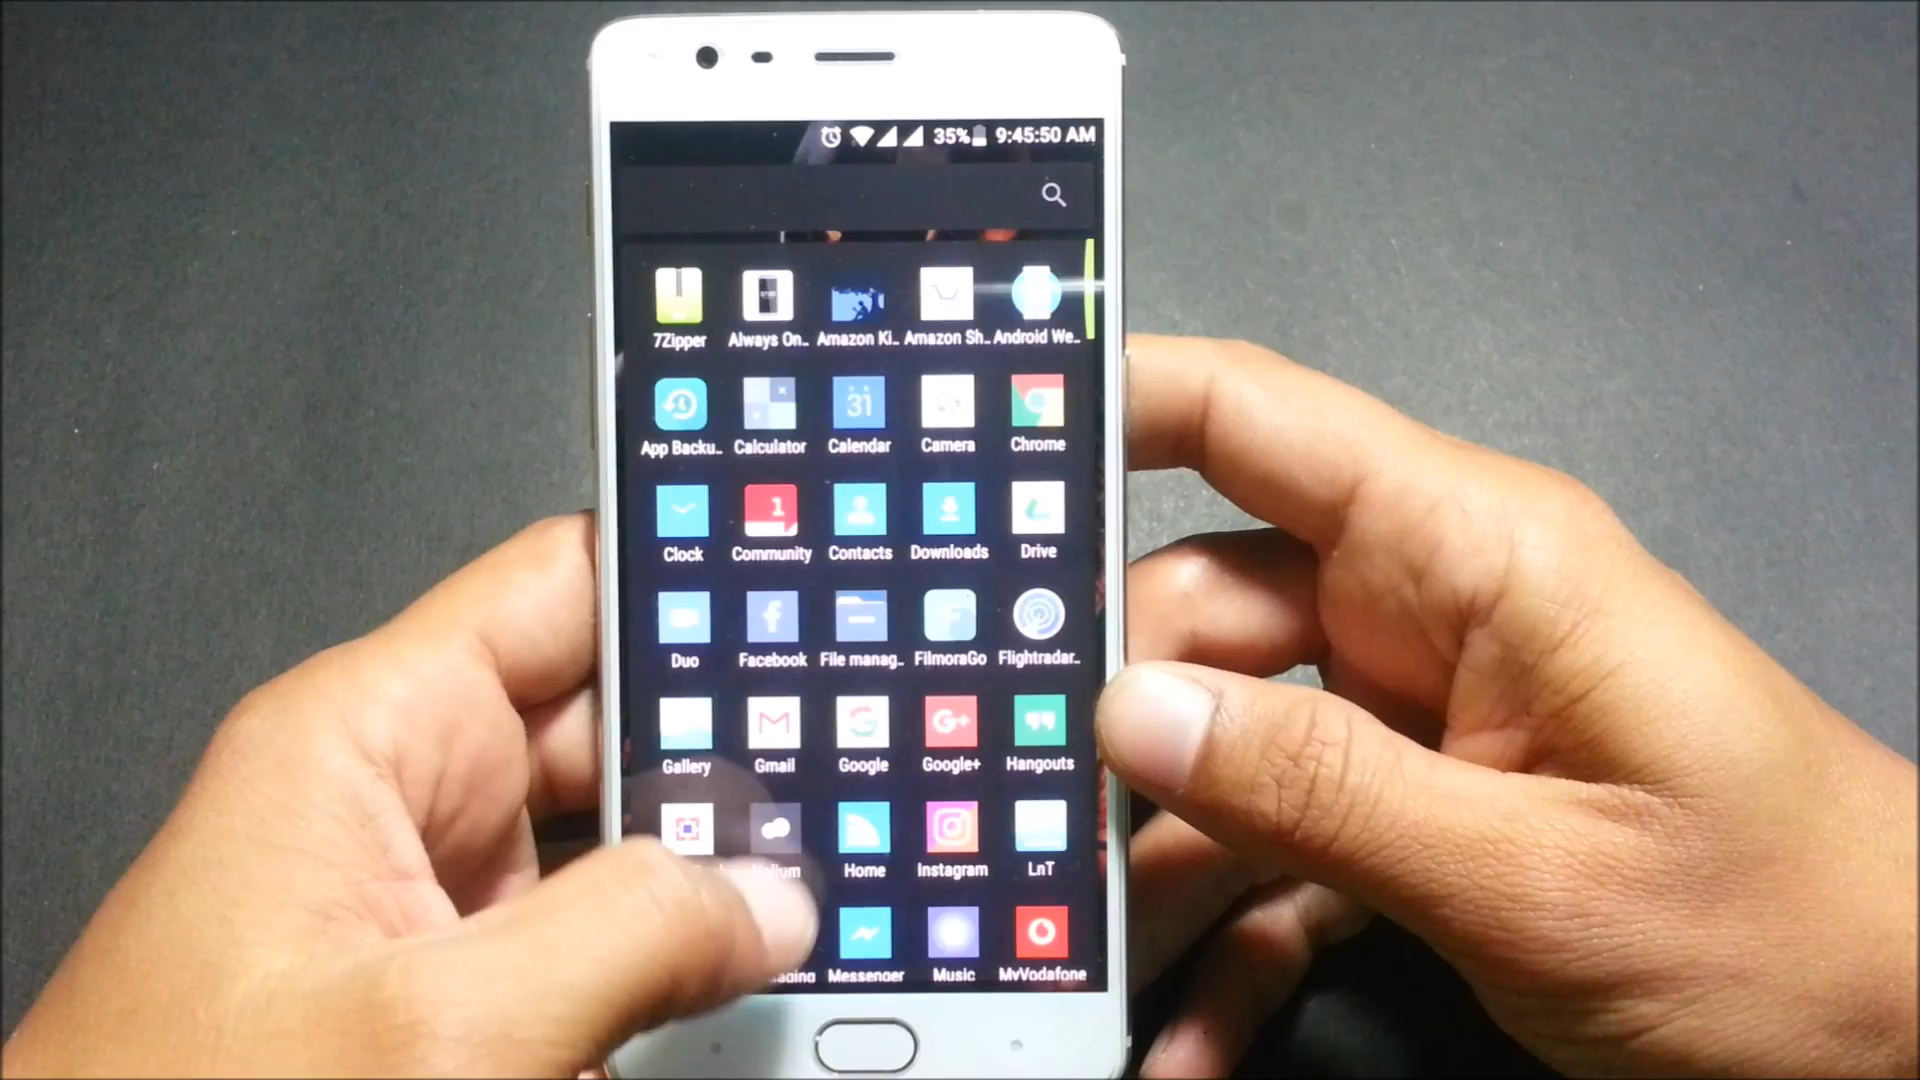 35% 9:45:50 AM
7Zipper Always On.. Amazon Ki.. Amazon Sh.. Android We..
31
App Backu.. Calculator Calendar Camera Chrome
1
Clock Community Contacts Downloads Drive
f F
Duo Facebook File manag.. FilmoraGo Flightradar..
M G G+
Gallery Gmail Google Google+ Hangouts
Home Instagram LnT
Messenger Music MyVodafone